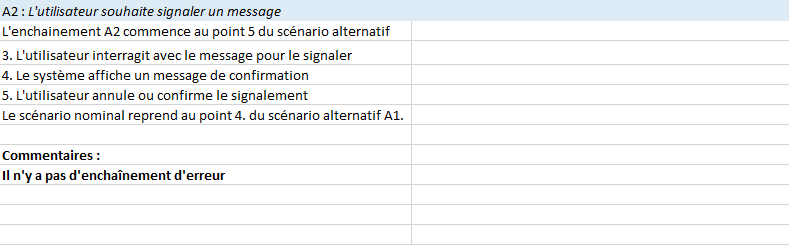 A2 : L'utilisateur souhaite signaler un message
L'enchainement A2 commence au point 5 du scénario alternatif
3. L'utilisateur interragit avec le message pour le signaler
4. Le système affiche un message de confirmation
5. L'utilisateur annule ou confirme le signalement
Le scénario nominal reprend au point 4. du scénario alternatif A1.
Commentaires :
Il n'y a pas d'enchaînement d'erreur